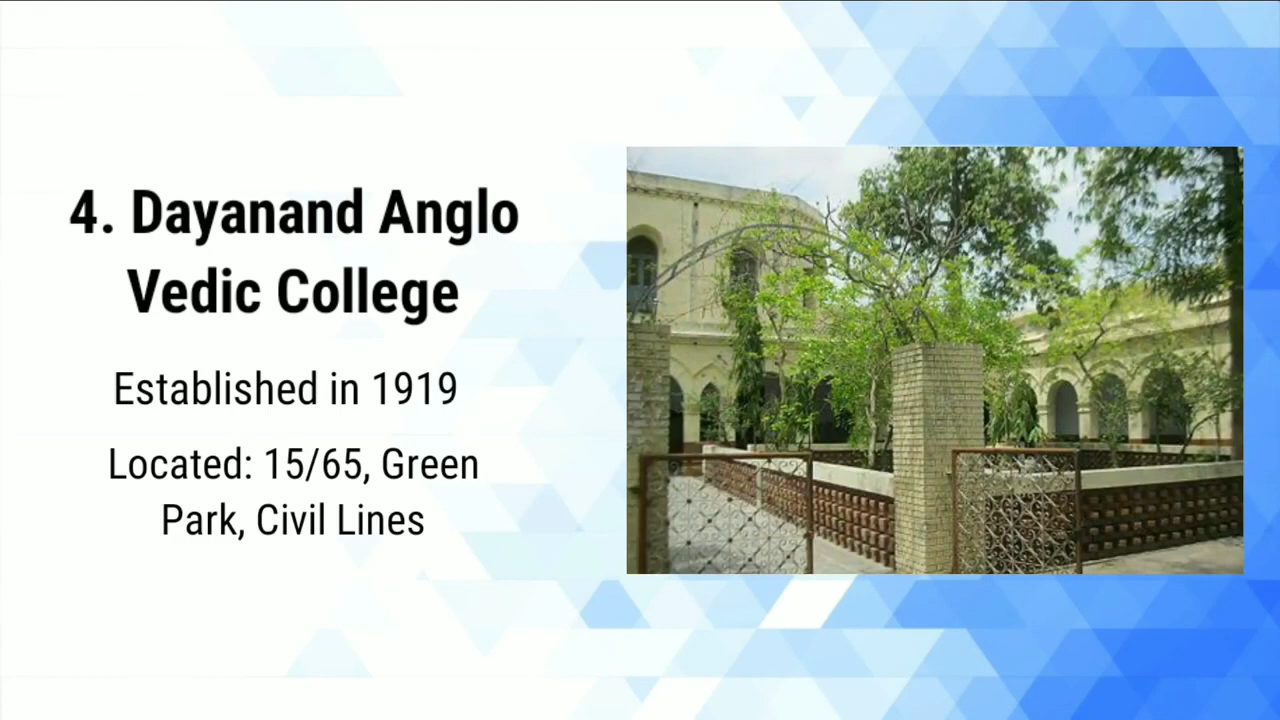 4. Dayanand Anglo
Vedic College
Established in 1919
Located: 15/65, Green
Park, Civil Lines